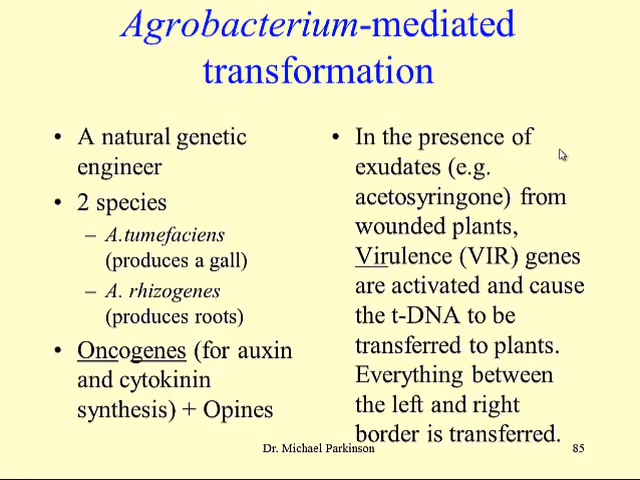 Agrobacterium-mediated
transformation
• A natural genetic
engineer
• 2 species
– A.tumefaciens
(produces a gall)
– A. rhizogenes
(produces roots)
• Oncogenes (for auxin
and cytokinin
synthesis) + Opines
• In the presence of
exudates (e.g.
acetosyringone) from
wounded plants,
Virulence (VIR) genes
are activated and cause
the t-DNA to be
transferred to plants.
Everything between
the left and right
border is transferred.
Dr. Michael Parkinson
85